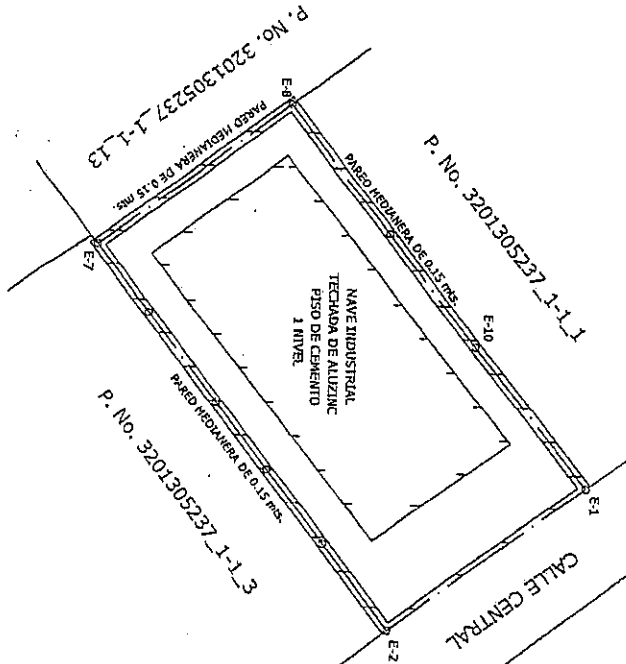 P. No. 3201305237_1-1_13
E-8
PARED MEDIANERA DE 0.15 mts.
E-7
P. No. 3201305237_1-1_1
PARED MEDIANERA DE 0.15 mts.
E-10
NAVE INDUSTRIAL
TECHADA DE ALUZINC
PISO DE CEMENTO
1 NIVEL
E-1
PARED MEDIANERA DE 0.15 mts.
P. No. 3201305237_1-1_3
CALLE CENTRAL
E-2